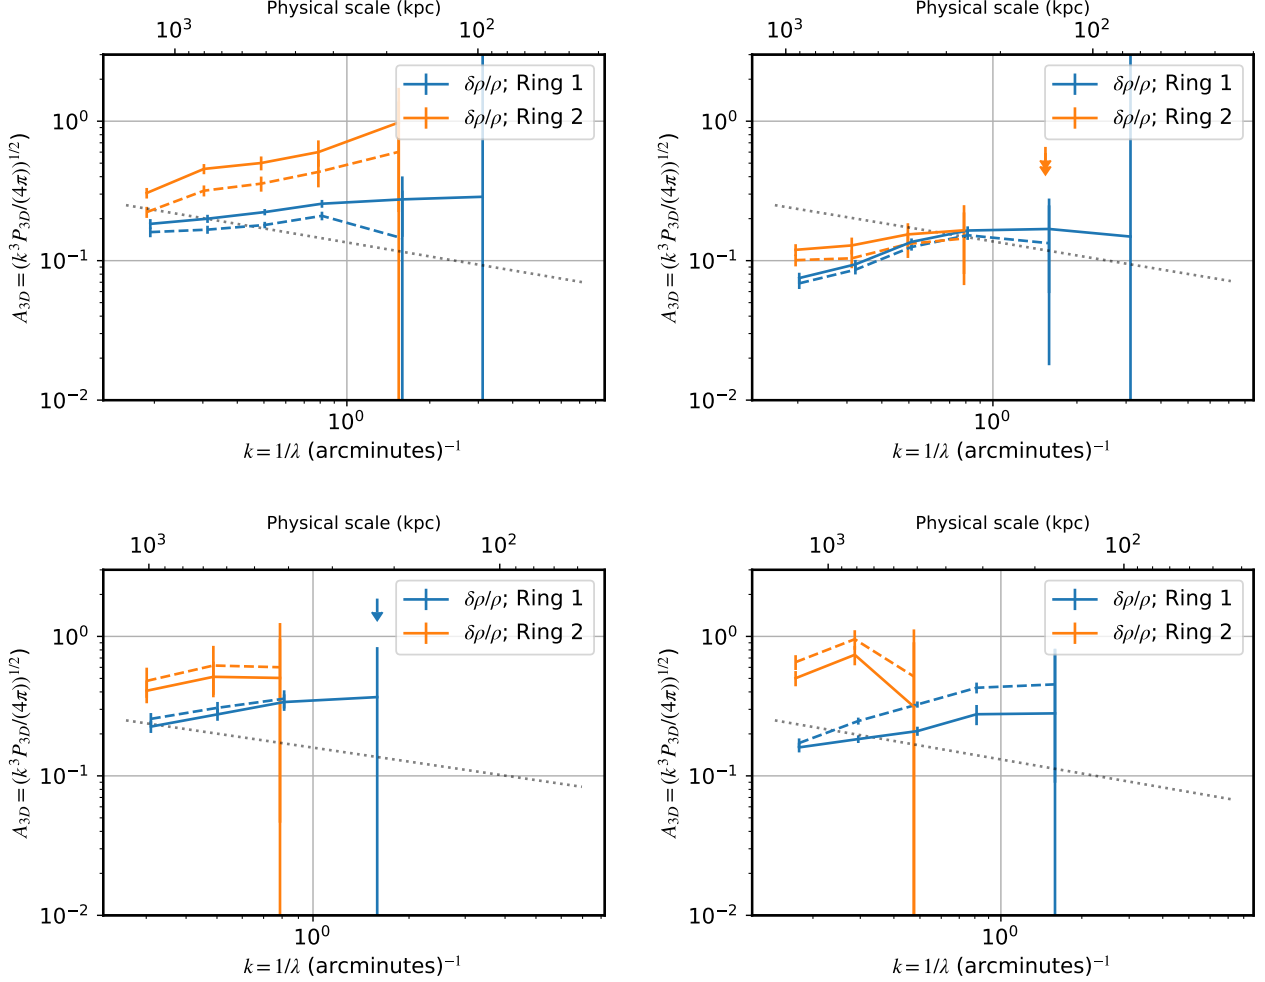 Physical scale (kpc)
10³ 10²
δρ/ρ; Ring 1
δρ/ρ; Ring 2
10⁰
10⁻¹
10⁻²
A₃D = (k³P₃D/(4π))¹/²
10⁰
k = 1/λ (arcminutes)⁻¹
Physical scale (kpc)
10³ 10²
δρ/ρ; Ring 1
δρ/ρ; Ring 2
10⁰
10⁻¹
10⁻²
A₃D = (k³P₃D/(4π))¹/²
10⁰
k = 1/λ (arcminutes)⁻¹
Physical scale (kpc)
10³ 10²
δρ/ρ; Ring 1
δρ/ρ; Ring 2
10⁰
10⁻¹
10⁻²
A₃D = (k³P₃D/(4π))¹/²
10⁰
k = 1/λ (arcminutes)⁻¹
Physical scale (kpc)
10³ 10²
δρ/ρ; Ring 1
δρ/ρ; Ring 2
10⁰
10⁻¹
10⁻²
A₃D = (k³P₃D/(4π))¹/²
10⁰
k = 1/λ (arcminutes)⁻¹